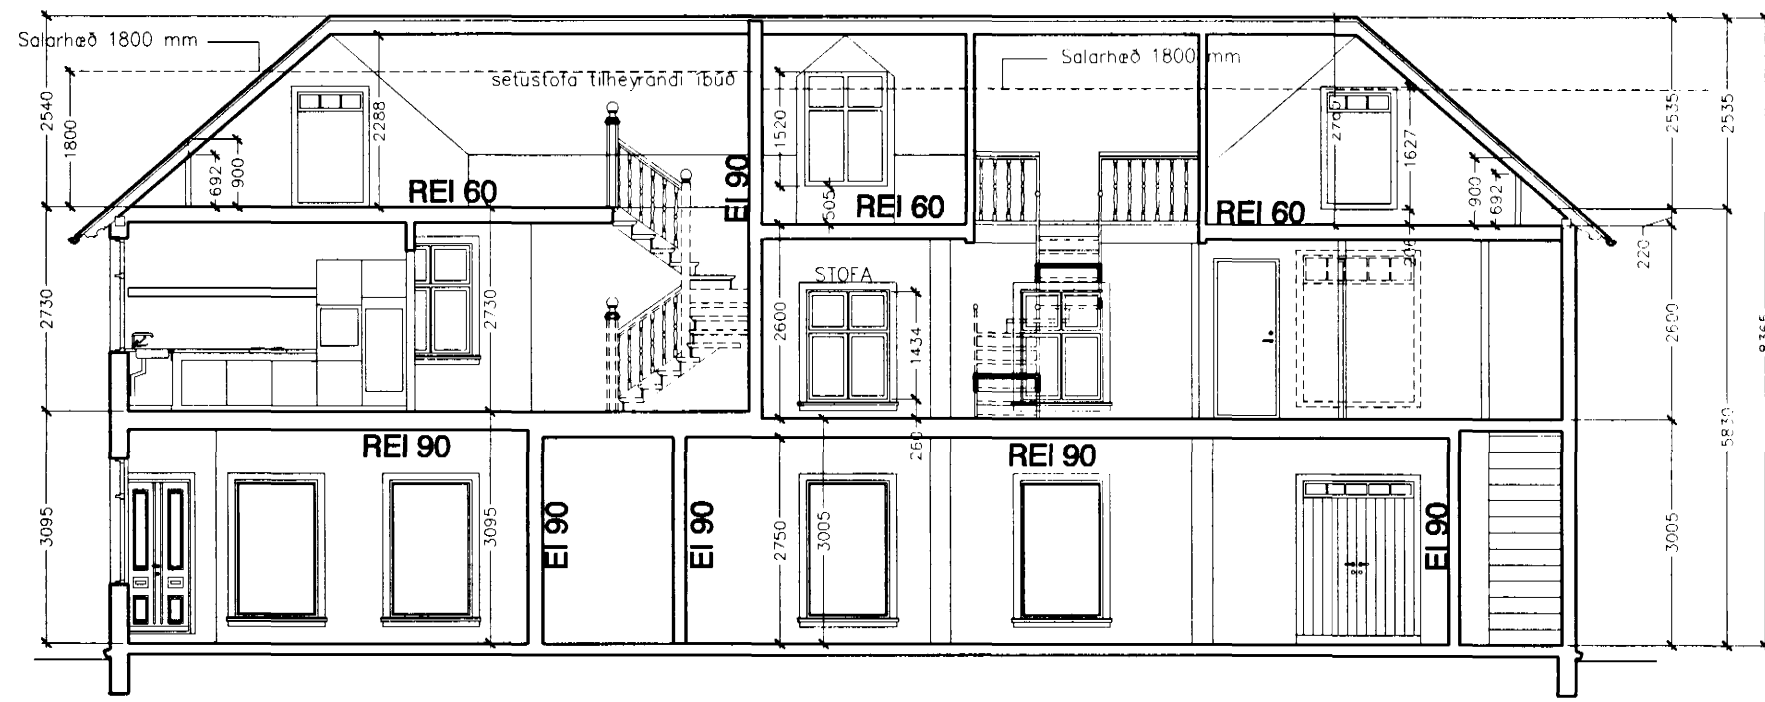 Salarhæð 1800 mm
Salarhæð 1800 mm
setustofa tilheyrandi íbúð
2540
1800
692
900
2288
REI 60
EI 90
1520
505
REI 60
REI 60
1627
900
692
2535
2535
220
STOFA
2730
2730
2600
1434
2600
8365
5830
260
REI 90
REI 90
3095
3095
EI 90
EI 90
2750
3005
EI 90
3005